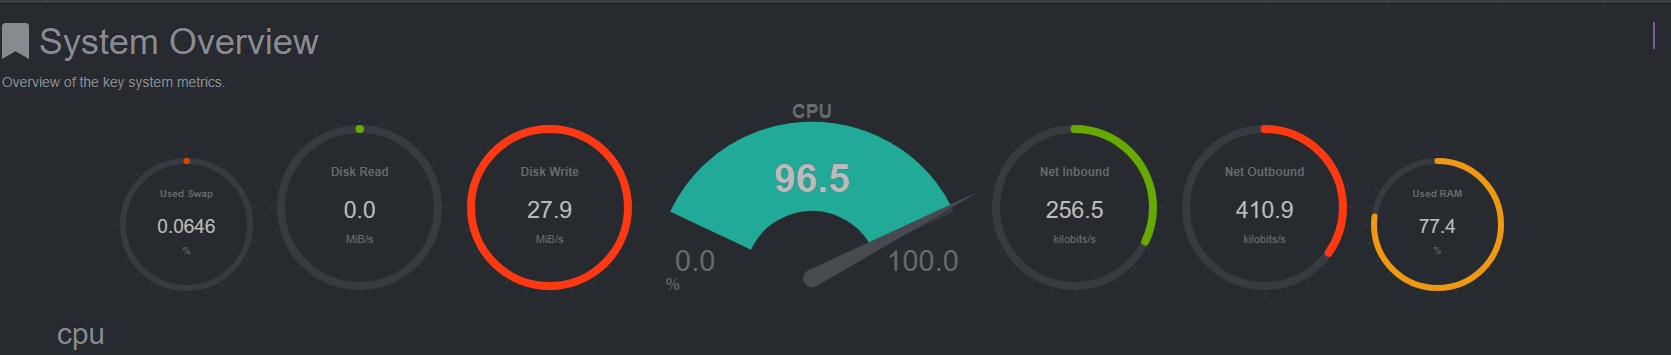 System Overview
Overview of the key system metrics.
CPU
96.5
0.0
100.0
%
Used Swap
0.0646
%
Disk Read
0.0
MiB/s
Disk Write
27.9
MiB/s
Net Inbound
256.5
kilobits/s
Net Outbound
410.9
kilobits/s
Used RAM
77.4
%
cpu